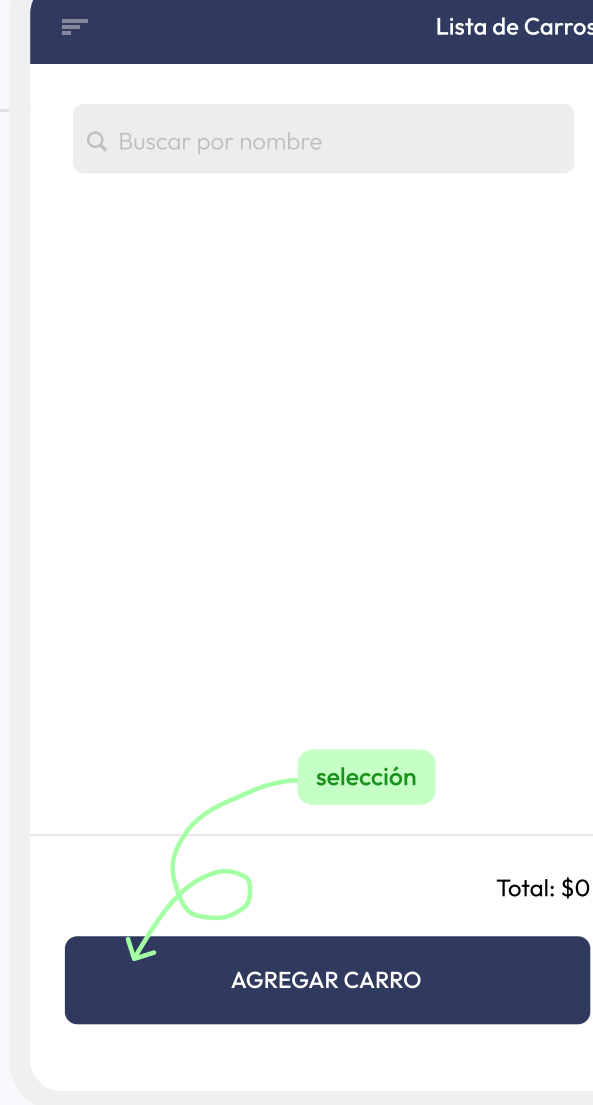 Lista de Carros
Buscar por nombre
selección
Total: $0
AGREGAR CARRO